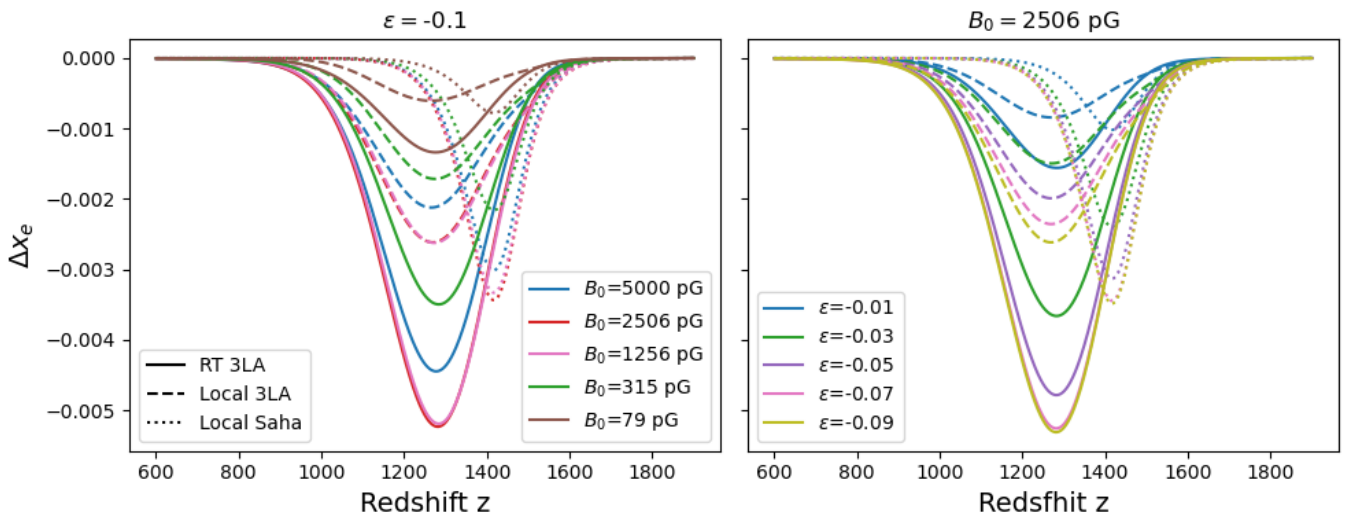 ε = -0.1
B₀ = 2506 pG
Δxₑ
0.000
−0.001
−0.002
−0.003
−0.004
−0.005
RT 3LA
Local 3LA
Local Saha
B₀=5000 pG
B₀=2506 pG
B₀=1256 pG
B₀=315 pG
B₀=79 pG
ε=-0.01
ε=-0.03
ε=-0.05
ε=-0.07
ε=-0.09
600 800 1000 1200 1400 1600 1800
600 800 1000 1200 1400 1600 1800
Redshift z
Redsfhit z